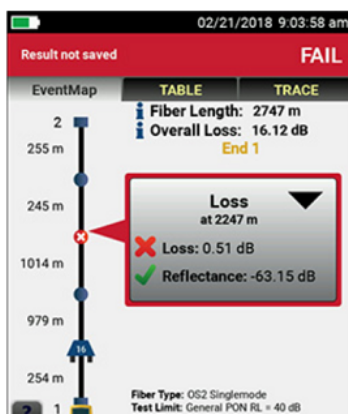 02/21/2018 9:03:58 am
Result not saved
FAIL
EventMap
TABLE
TRACE
Fiber Length: 2747 m
Overall Loss: 16.12 dB
End 1
2
255 m
245 m
1014 m
979 m
16
254 m
2 1
Loss
at 2247 m
Loss: 0.51 dB
Reflectance: -63.15 dB
Fiber Type: OS2 Singlemode
Test Limit: General PON RL = 40 dB